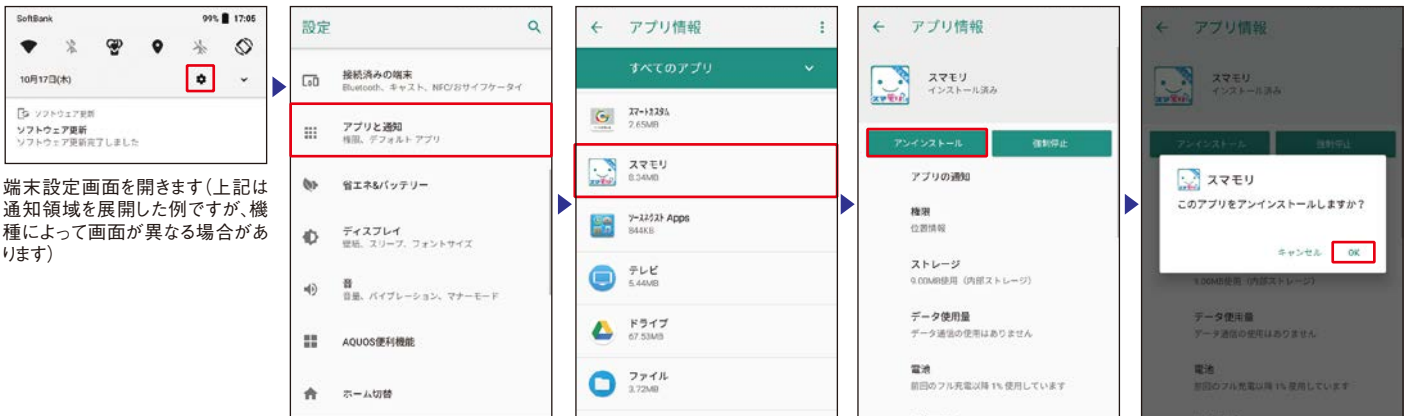 SoftBank 99% 17:05
10月17日(木)
ソフトウェア更新
ソフトウェア更新
ソフトウェア更新完了しました
端末設定画面を開きます(上記は
通知領域を展開した例ですが、機
種によって画面が異なる場合があ
ります)
設定
接続済みの端末
Bluetooth、キャスト、NFC/おサイフケータイ
アプリと通知
権限、デフォルト アプリ
省エネ&バッテリー
ディスプレイ
壁紙、スリープ、フォントサイズ
音
音量、バイブレーション、マナーモード
AQUOS便利機能
ホーム切替
アプリ情報
すべてのアプリ
スマートカスタム
2.65MB
スマモリ
8.34MB
ソースネクスト Apps
844KB
テレビ
5.44MB
ドライブ
67.53MB
ファイル
3.72MB
アプリ情報
スマモリ
インストール済み
アンインストール 強制停止
アプリの通知
権限
位置情報
ストレージ
9.00MB使用(内部ストレージ)
データ使用量
データ通信の使用はありません
電池
前回のフル充電以降 1% 使用しています
アプリ情報
スマモリ
インストール済み
アンインストール 強制停止
スマモリ
このアプリをアンインストールしますか?
キャンセル OK
9.00MB使用(内部ストレージ)
データ使用量
データ通信の使用はありません
電池
前回のフル充電以降 1% 使用しています